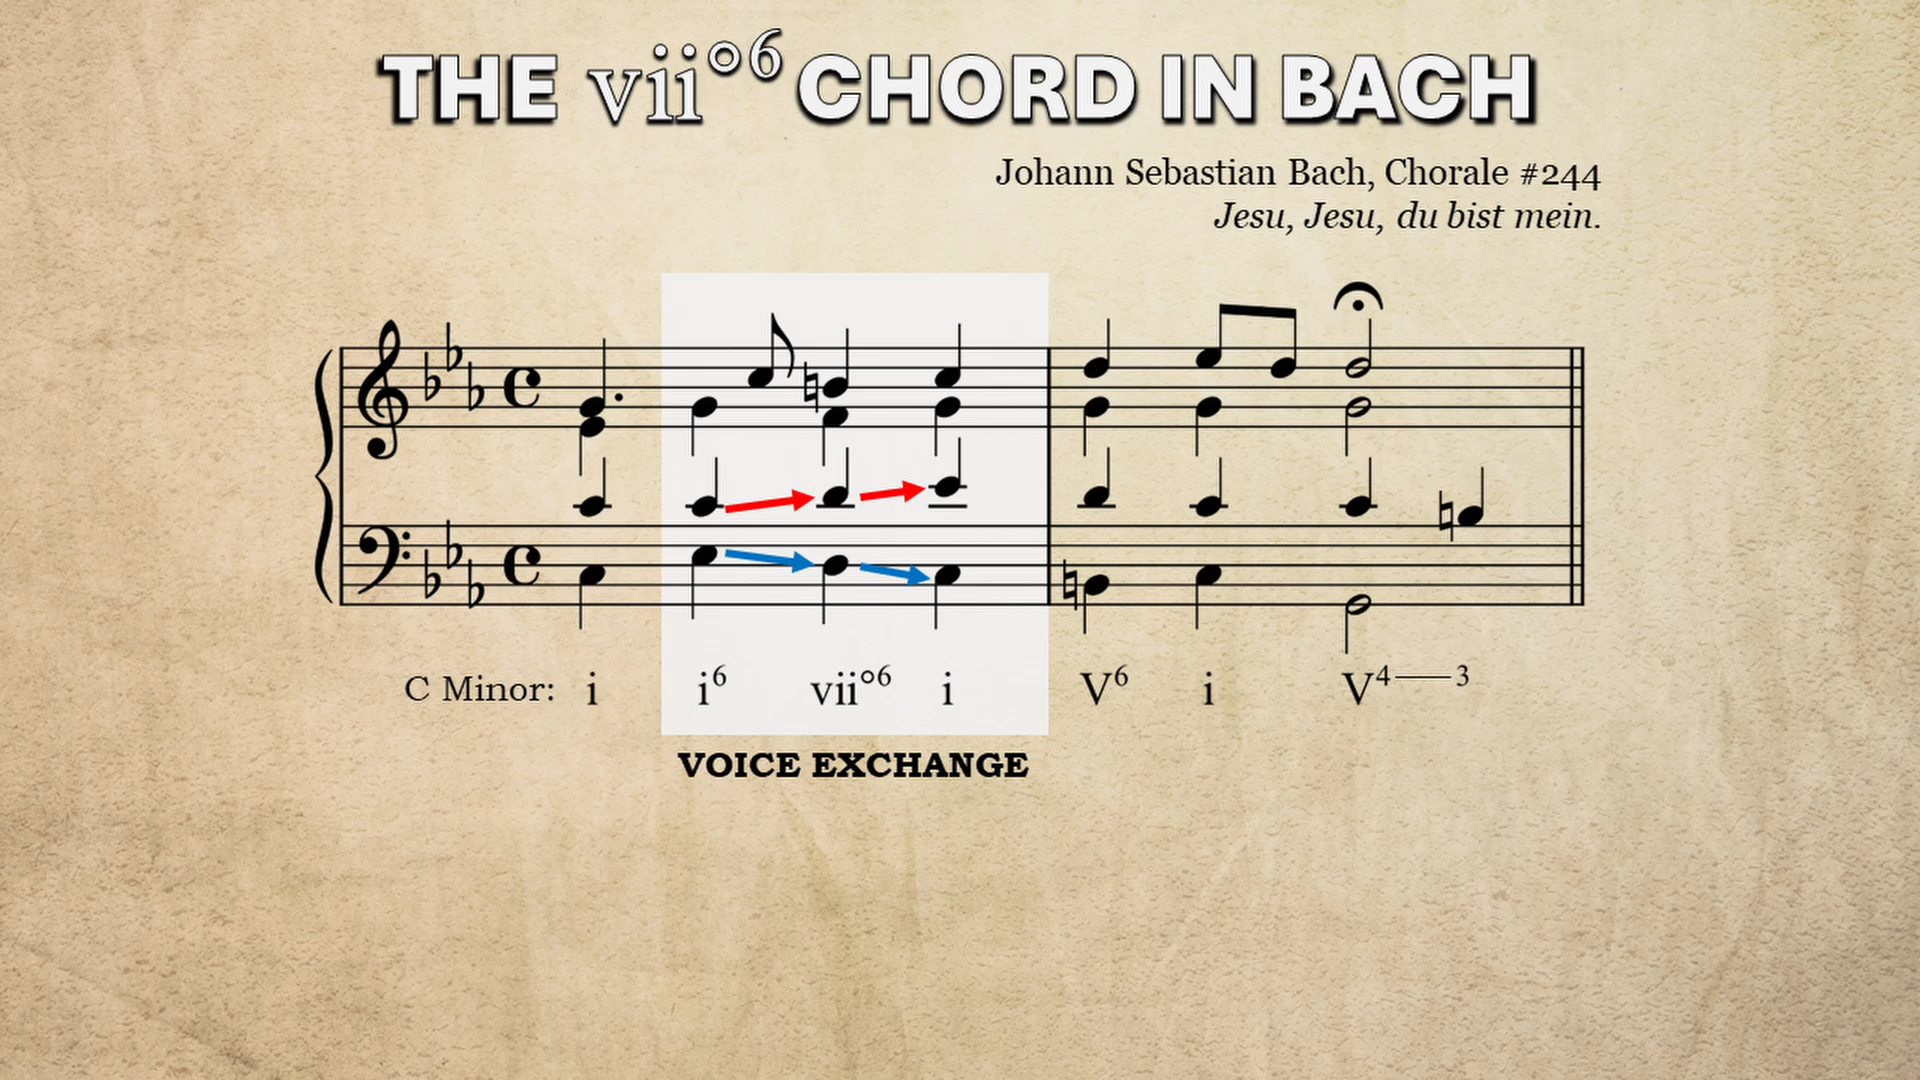 THE vii°⁶ CHORD IN BACH
Johann Sebastian Bach, Chorale #244
Jesu, Jesu, du bist mein.
C Minor: i i⁶ vii°⁶ i V⁶ i V⁴—³
VOICE EXCHANGE